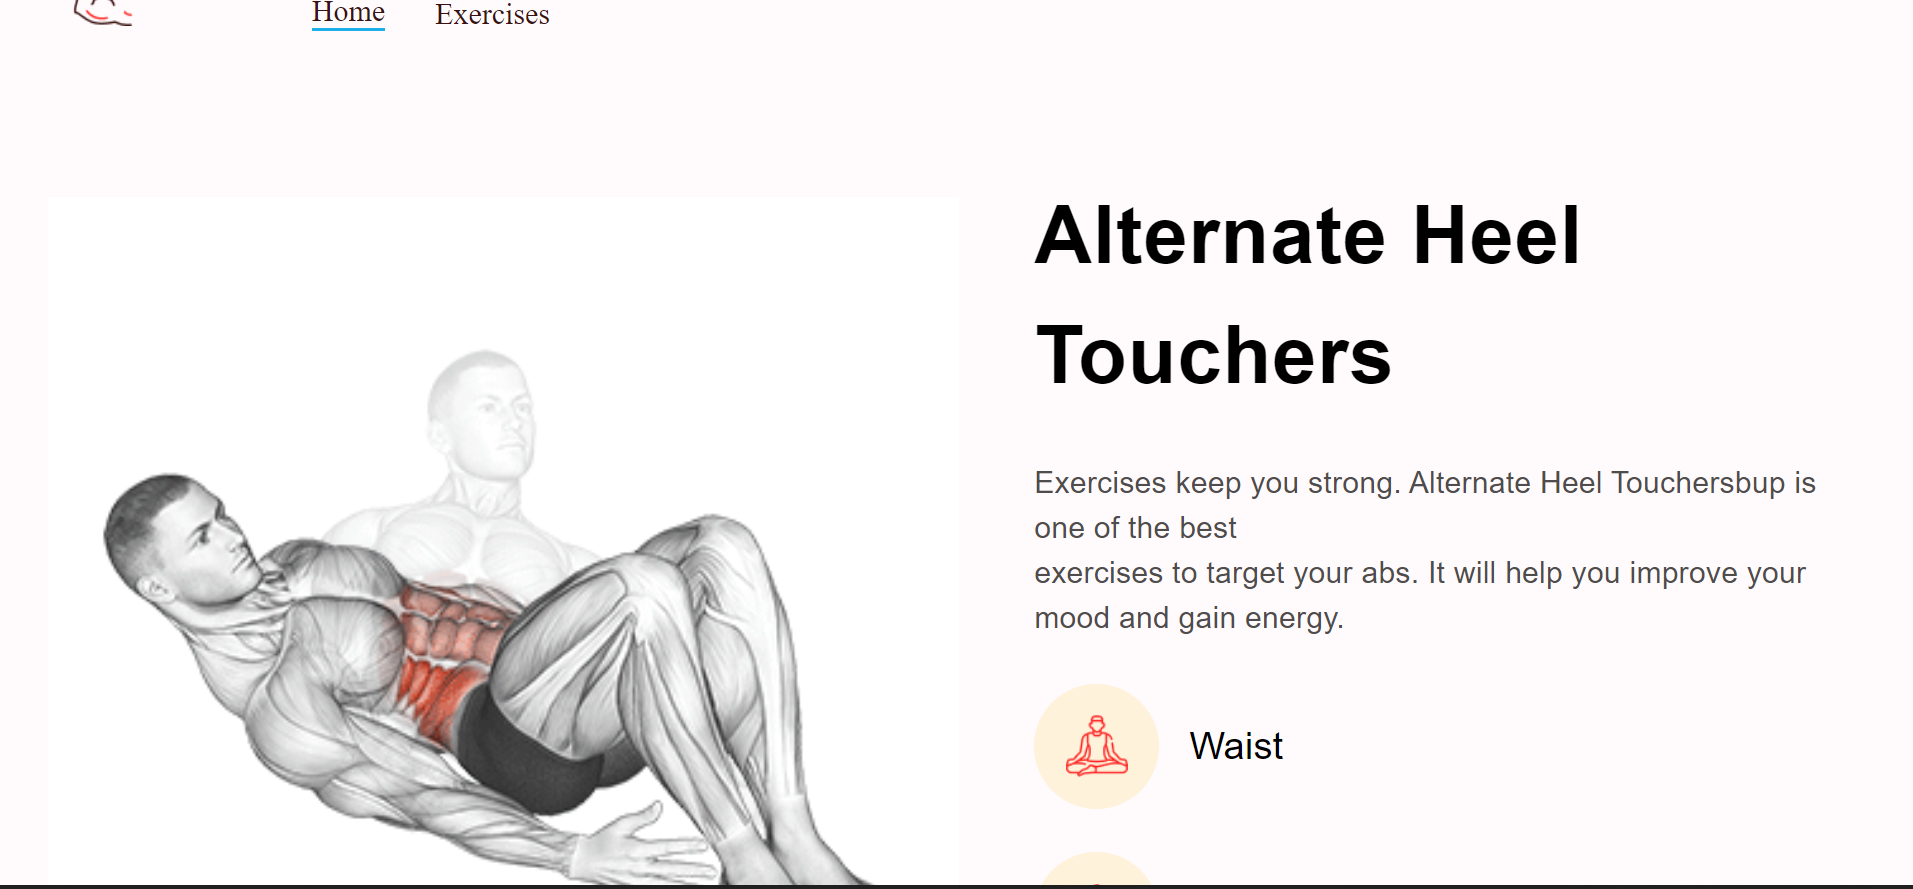 Home Exercises
Alternate Heel
Touchers
Exercises keep you strong. Alternate Heel Touchersbup is
one of the best
exercises to target your abs. It will help you improve your
mood and gain energy.
Waist